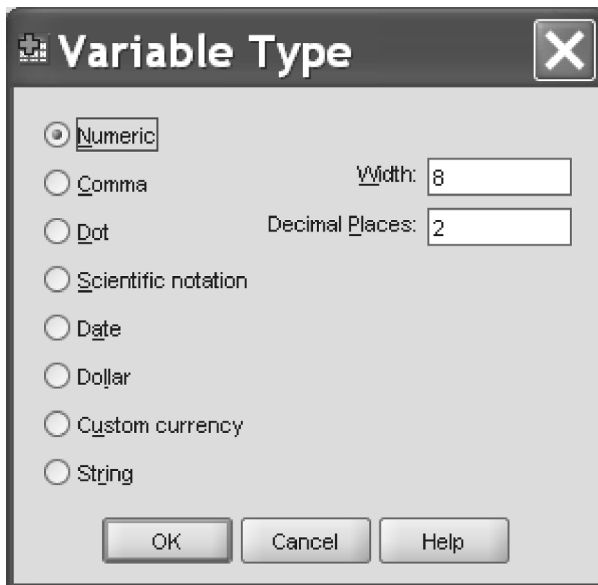 Variable Type
Numeric
Comma
Width: 8
Dot
Decimal Places: 2
Scientific notation
Date
Dollar
Custom currency
String
OK Cancel Help